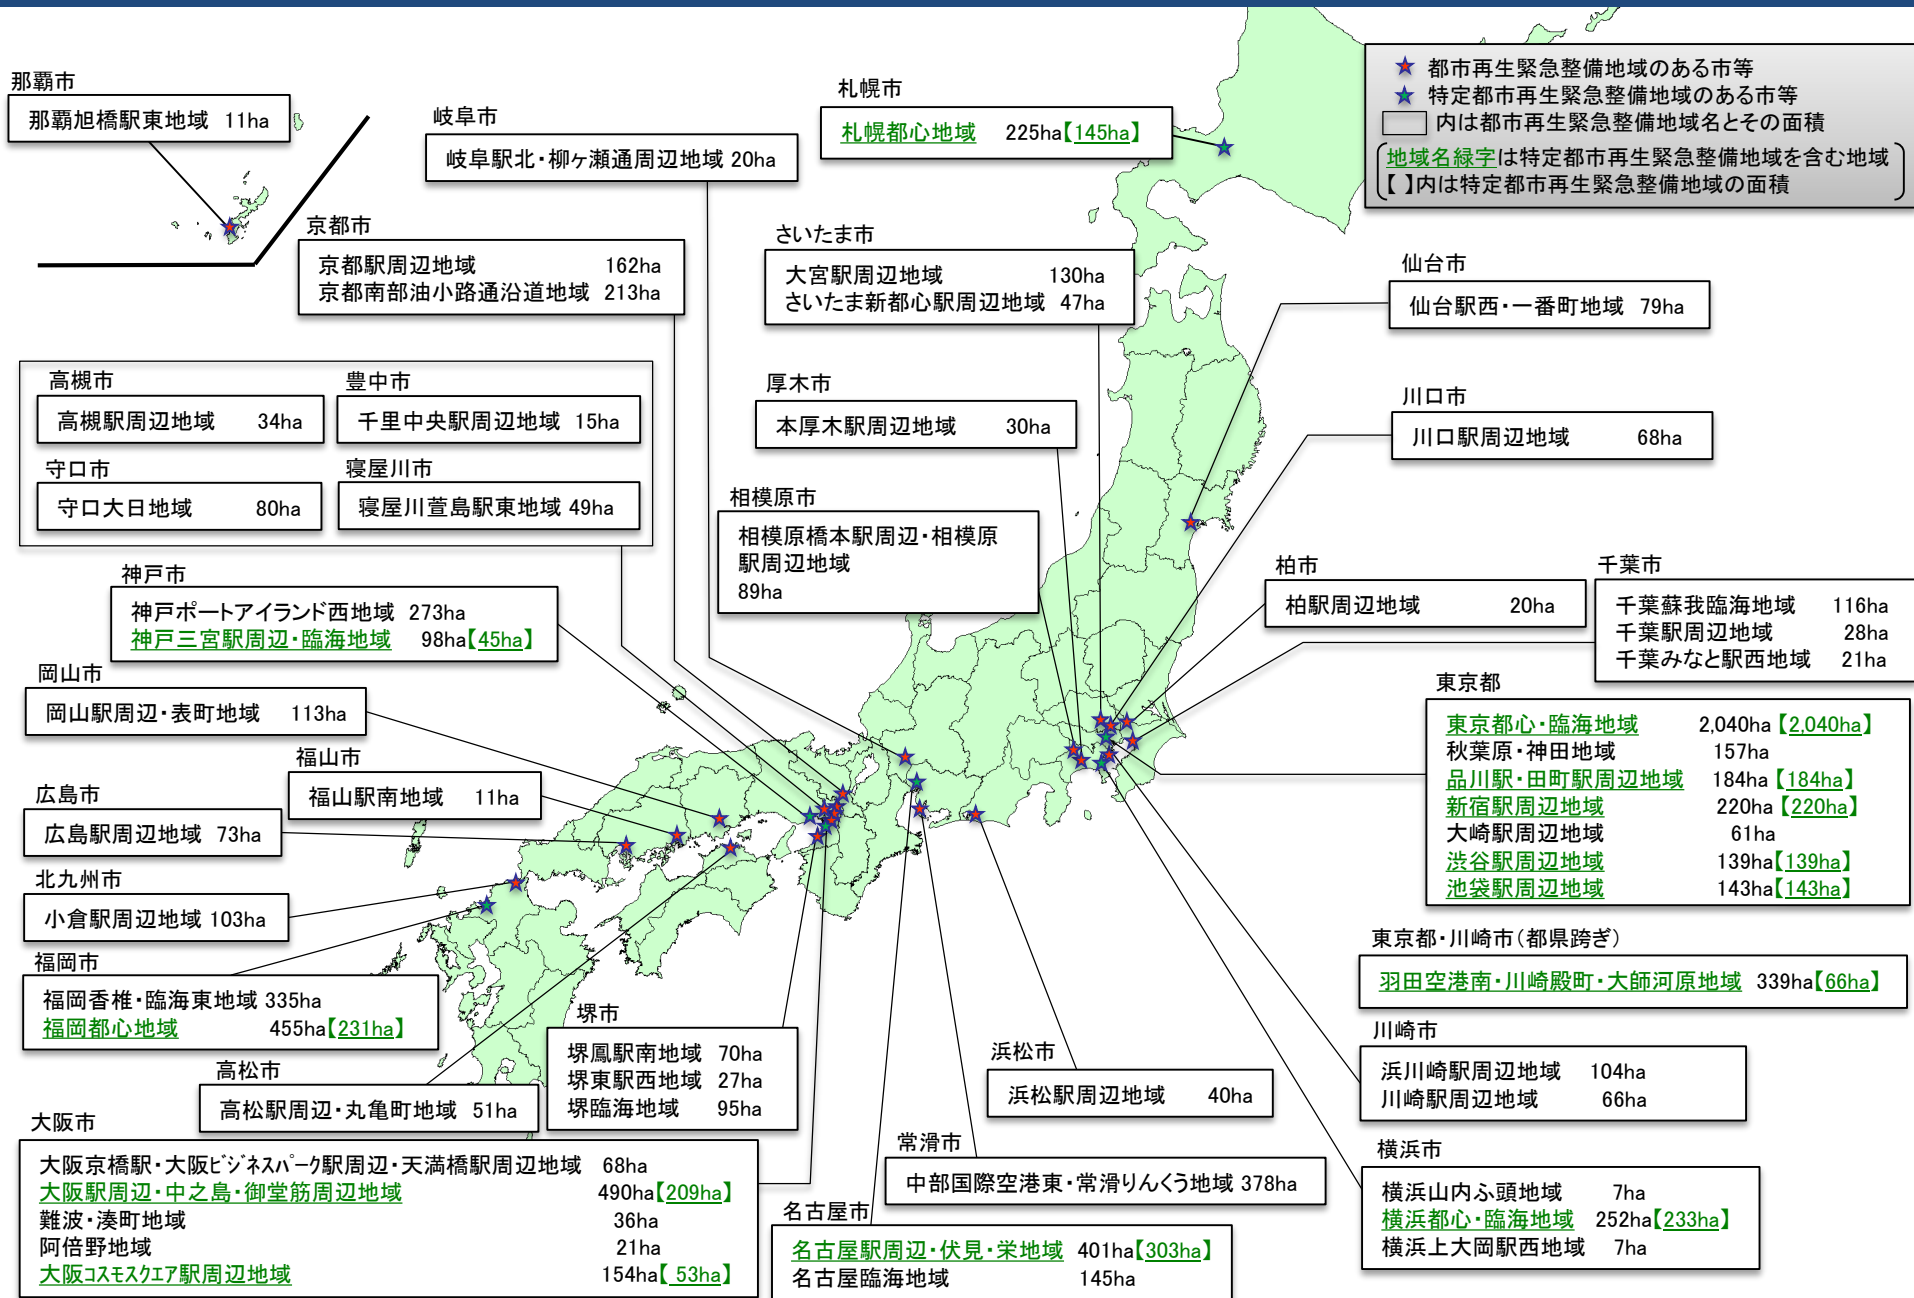 ★ 都市再生緊急整備地域のある市等
★ 特定都市再生緊急整備地域のある市等
内は都市再生緊急整備地域名とその面積
地域名緑字は特定都市再生緊急整備地域を含む地域
【 】内は特定都市再生緊急整備地域の面積
那覇市
那覇旭橋駅東地域 11ha
岐阜市
岐阜駅北・柳ヶ瀬通周辺地域 20ha
札幌市
札幌都心地域 225ha【145ha】
京都市
京都駅周辺地域 162ha
京都南部油小路通沿道地域 213ha
さいたま市
大宮駅周辺地域 130ha
さいたま新都心駅周辺地域 47ha
仙台市
仙台駅西・一番町地域 79ha
高槻市
高槻駅周辺地域 34ha
豊中市
千里中央駅周辺地域 15ha
守口市
守口大日地域 80ha
寝屋川市
寝屋川萱島駅東地域 49ha
厚木市
本厚木駅周辺地域 30ha
川口市
川口駅周辺地域 68ha
相模原市
相模原橋本駅周辺・相模原
駅周辺地域
89ha
神戸市
神戸ポートアイランド西地域 273ha
神戸三宮駅周辺・臨海地域 98ha【45ha】
柏市
柏駅周辺地域 20ha
千葉市
千葉蘇我臨海地域 116ha
千葉駅周辺地域 28ha
千葉みなと駅西地域 21ha
岡山市
岡山駅周辺・表町地域 113ha
東京都
東京都心・臨海地域 2,040ha【2,040ha】
秋葉原・神田地域 157ha
品川駅・田町駅周辺地域 184ha【184ha】
新宿駅周辺地域 220ha【220ha】
大崎駅周辺地域 61ha
渋谷駅周辺地域 139ha【139ha】
池袋駅周辺地域 143ha【143ha】
福山市
福山駅南地域 11ha
広島市
広島駅周辺地域 73ha
北九州市
小倉駅周辺地域 103ha
福岡市
福岡香椎・臨海東地域 335ha
福岡都心地域 455ha【231ha】
東京都・川崎市（都県跨ぎ）
羽田空港南・川崎殿町・大師河原地域 339ha【66ha】
堺市
堺鳳駅南地域 70ha
堺東駅西地域 27ha
堺臨海地域 95ha
川崎市
浜川崎駅周辺地域 104ha
川崎駅周辺地域 66ha
高松市
高松駅周辺・丸亀町地域 51ha
浜松市
浜松駅周辺地域 40ha
大阪市
大阪京橋駅・大阪ﾋﾞｼﾞﾈｽﾊﾟｰｸ駅周辺・天満橋駅周辺地域 68ha
大阪駅周辺・中之島・御堂筋周辺地域 490ha【209ha】
難波・湊町地域 36ha
阿倍野地域 21ha
大阪ｺｽﾓｽｸｴｱ駅周辺地域 154ha【 53ha】
常滑市
中部国際空港東・常滑りんくう地域 378ha
横浜市
横浜山内ふ頭地域 7ha
横浜都心・臨海地域 252ha【233ha】
横浜上大岡駅西地域 7ha
名古屋市
名古屋駅周辺・伏見・栄地域 401ha【303ha】
名古屋臨海地域 145ha